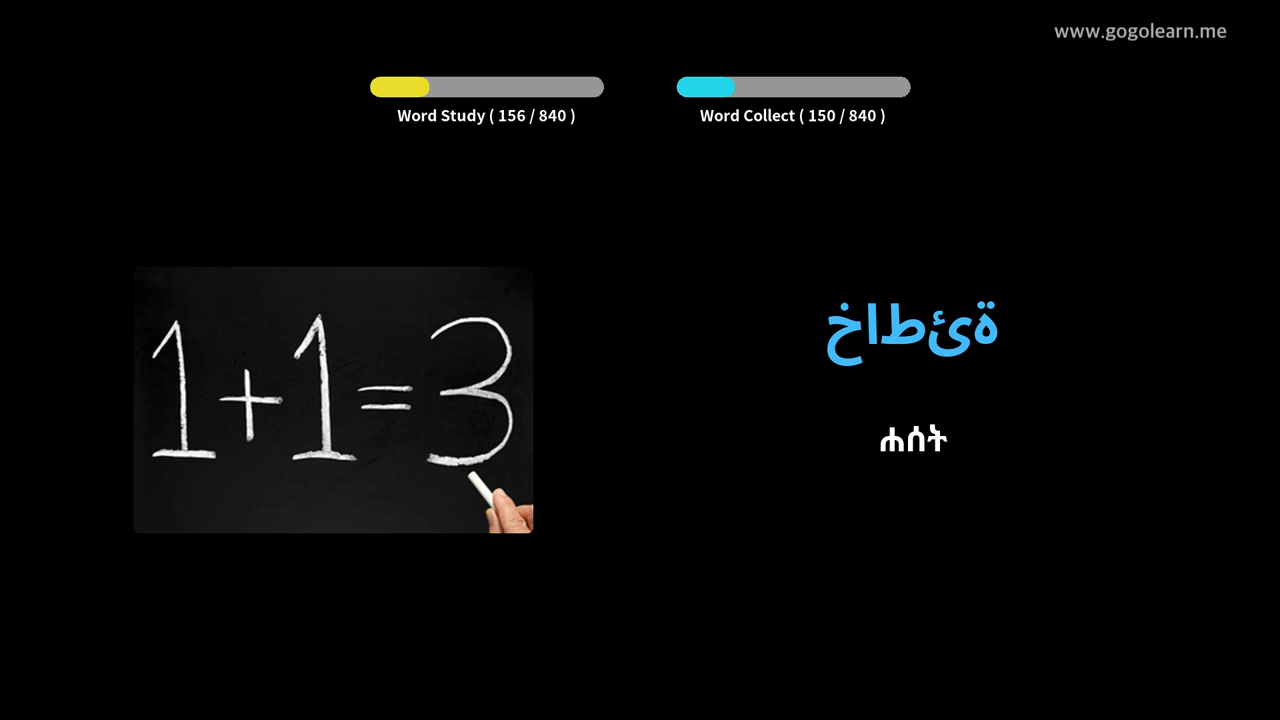 www.gogolearn.me
Word Study ( 156 / 840 )
Word Collect ( 150 / 840 )
1+1=3
خاطئة
ሐሰት